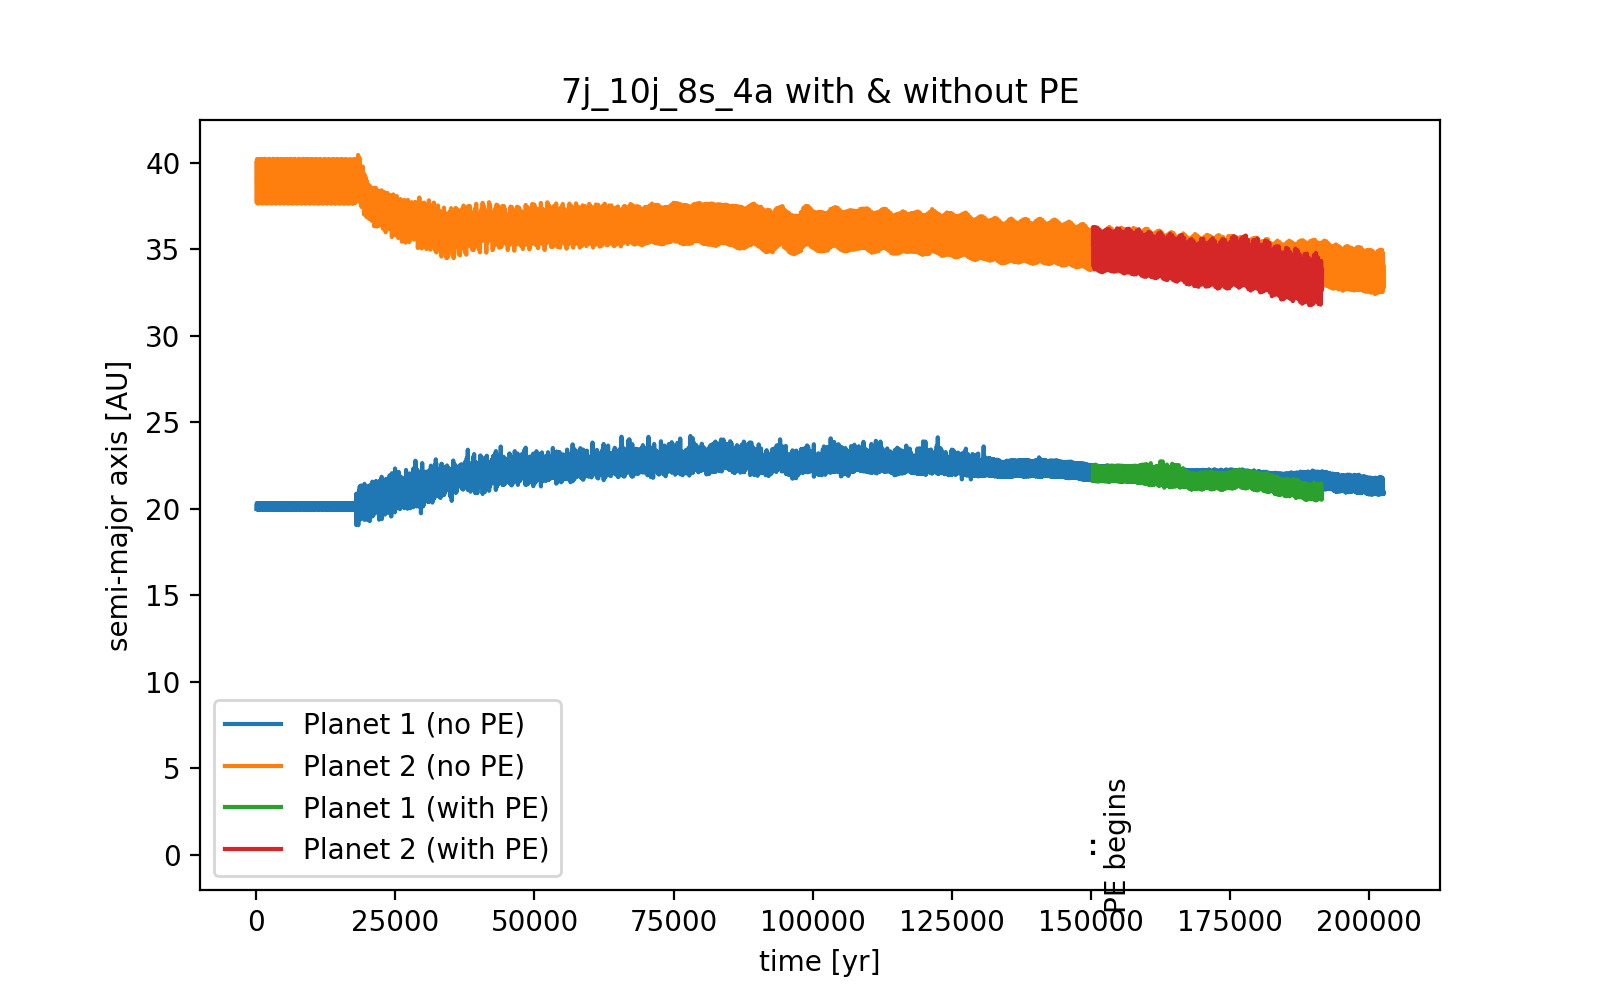 7j_10j_8s_4a with & without PE
semi-major axis [AU]
40
35
30
25
20
15
10
5
0
Planet 1 (no PE)
Planet 2 (no PE)
Planet 1 (with PE)
Planet 2 (with PE)
PE begins
0
25000
50000
75000
100000
125000
150000
175000
200000
time [yr]